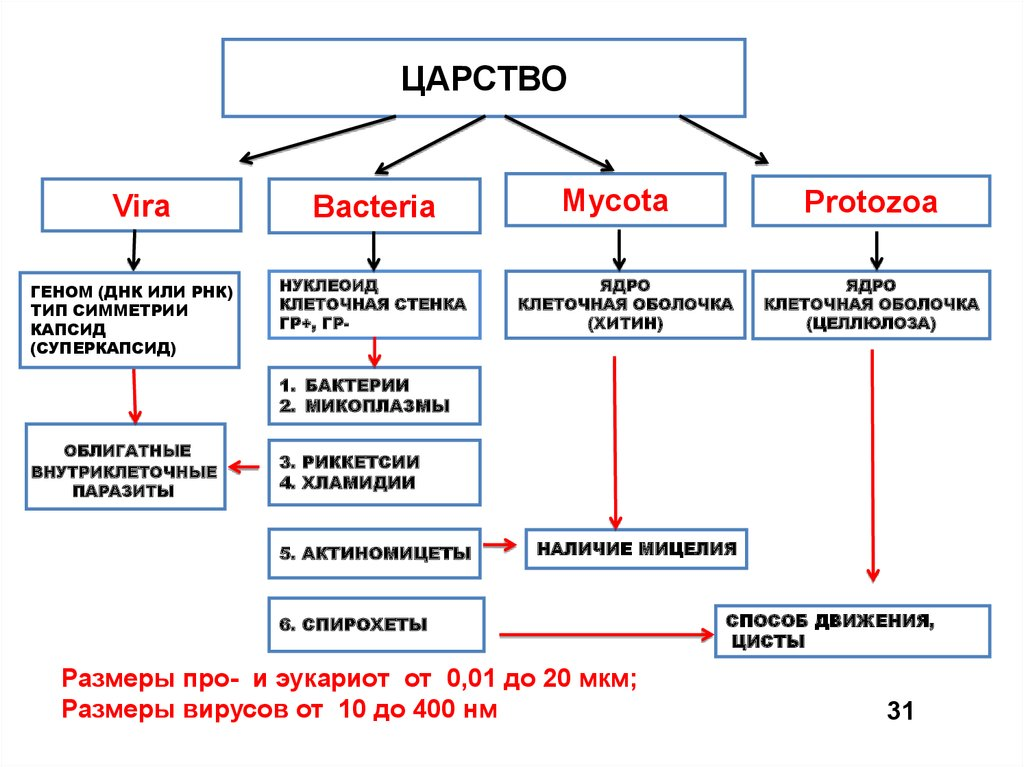 ЦАРСТВО
Vira
Bacteria
Mycota
Protozoa
ГЕНОМ (ДНК ИЛИ РНК)
ТИП СИММЕТРИИ
КАПСИД
(СУПЕРКАПСИД)
НУКЛЕОИД
КЛЕТОЧНАЯ СТЕНКА
ГР+, ГР-
ЯДРО
КЛЕТОЧНАЯ ОБОЛОЧКА
(ХИТИН)
ЯДРО
КЛЕТОЧНАЯ ОБОЛОЧКА
(ЦЕЛЛЮЛОЗА)
1. БАКТЕРИИ
2. МИКОПЛАЗМЫ
ОБЛИГАТНЫЕ
ВНУТРИКЛЕТОЧНЫЕ
ПАРАЗИТЫ
3. РИККЕТСИИ
4. ХЛАМИДИИ
5. АКТИНОМИЦЕТЫ
НАЛИЧИЕ МИЦЕЛИЯ
6. СПИРОХЕТЫ
СПОСОБ ДВИЖЕНИЯ,
ЦИСТЫ
Размеры про- и эукариот от 0,01 до 20 мкм;
Размеры вирусов от 10 до 400 нм
31